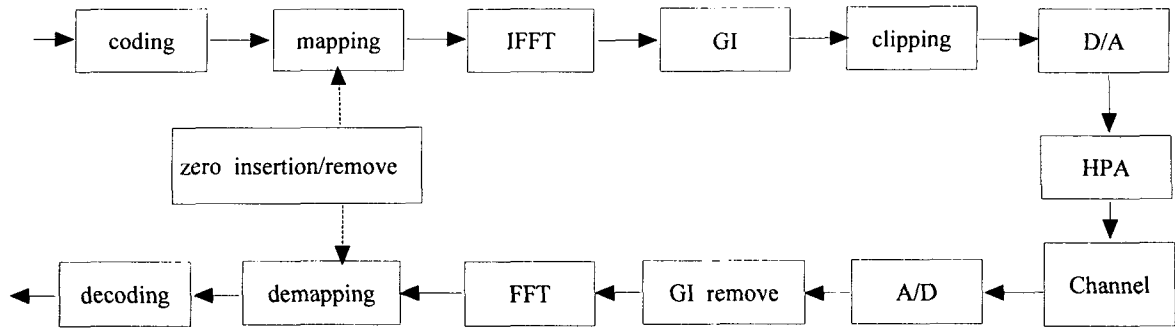 coding
mapping
IFFT
GI
clipping
D/A
zero insertion/remove
HPA
decoding
demapping
FFT
GI remove
A/D
Channel